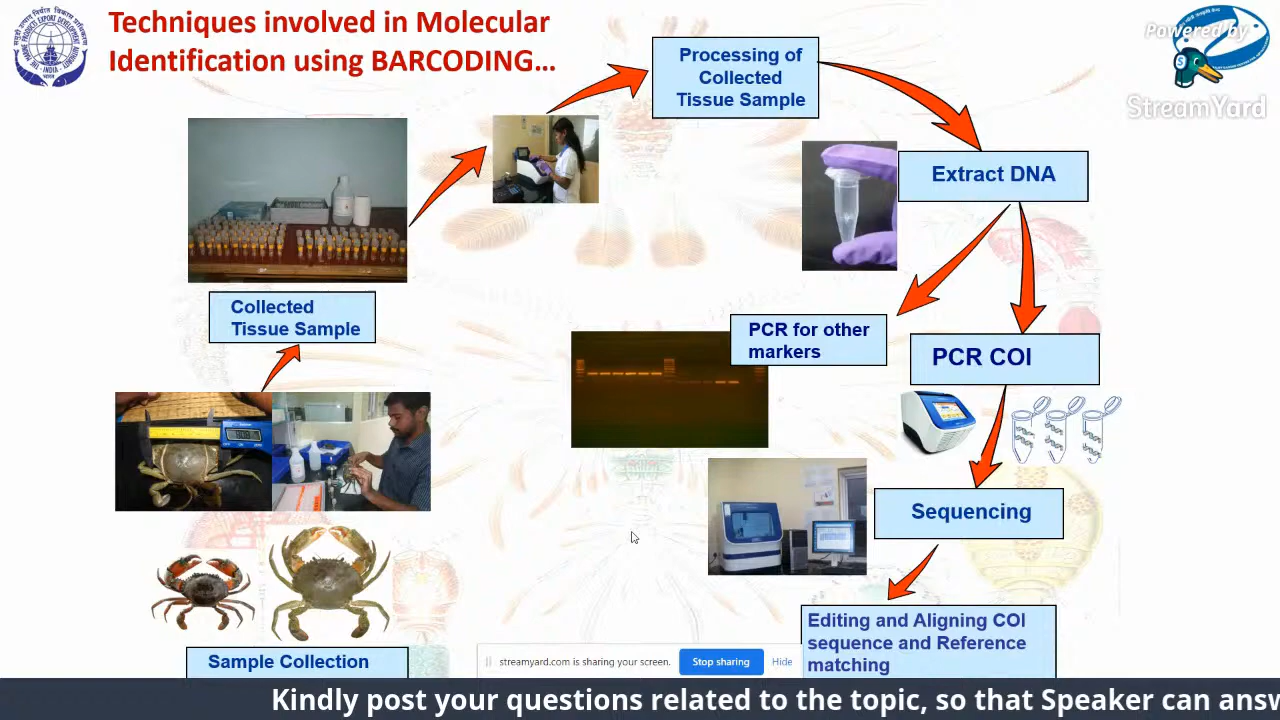 Techniques involved in Molecular
Identification using BARCODING...
Powered by
StreamYard
Processing of
Collected
Tissue Sample
Extract DNA
Collected
Tissue Sample
PCR for other
markers
PCR COI
Sequencing
Editing and Aligning COI
sequence and Reference
matching
Sample Collection
streamyard.com is sharing your screen.
Stop sharing
Hide
Kindly post your questions related to the topic, so that Speaker can answ